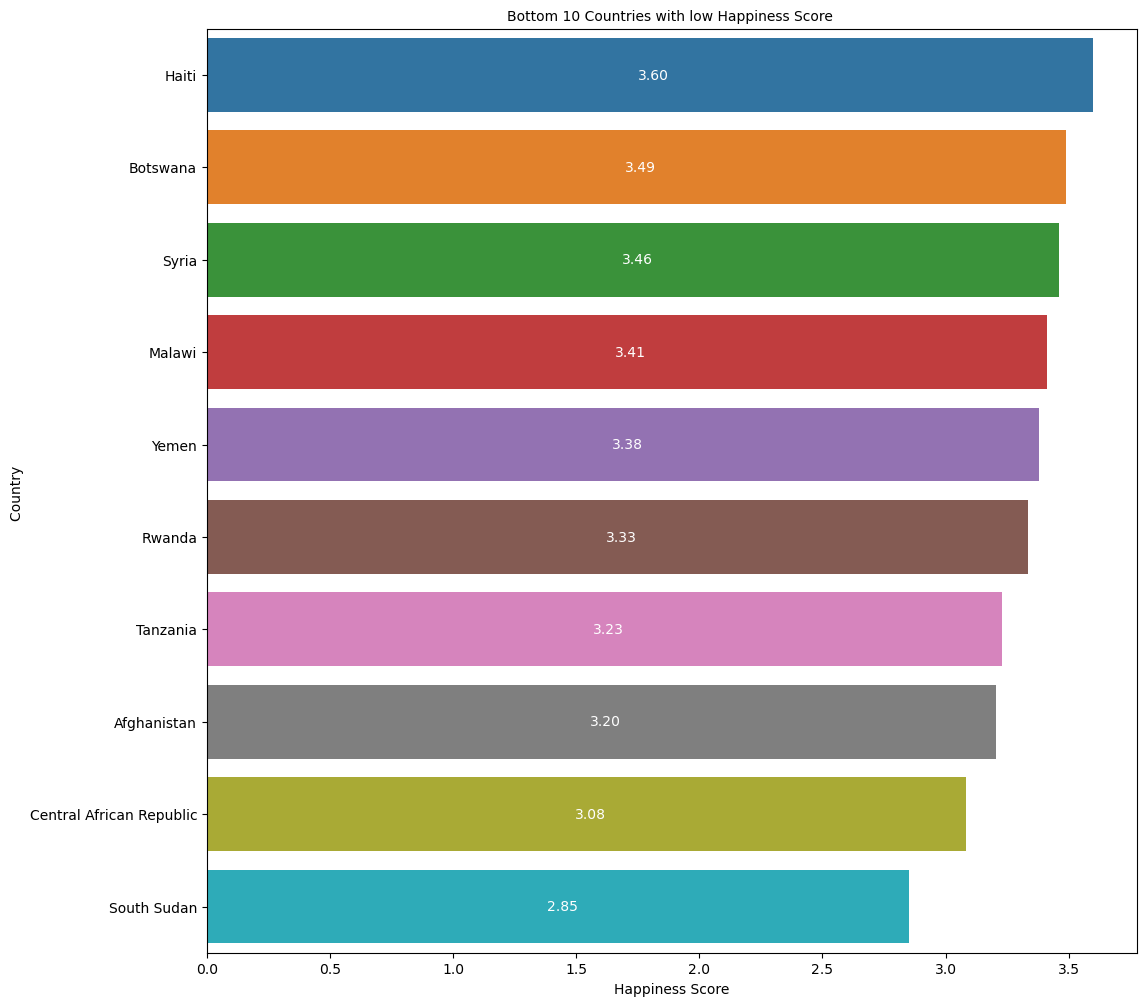 Bottom 10 Countries with low Happiness Score
Country
Haiti 3.60
Botswana 3.49
Syria 3.46
Malawi 3.41
Yemen 3.38
Rwanda 3.33
Tanzania 3.23
Afghanistan 3.20
Central African Republic 3.08
South Sudan 2.85
0.0 0.5 1.0 1.5 2.0 2.5 3.0 3.5
Happiness Score